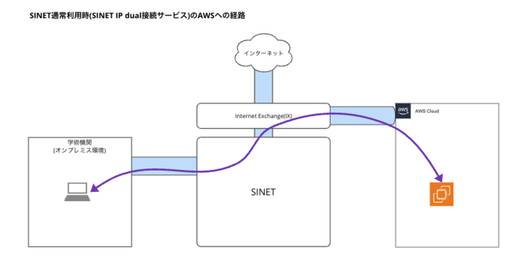 SINET通常利用時(SINET IP dual接続サービス)のAWSへの経路
インターネット
Internet Exchange(IX)
aws
AWS Cloud
学術機関
(オンプレミス環境)
SINET